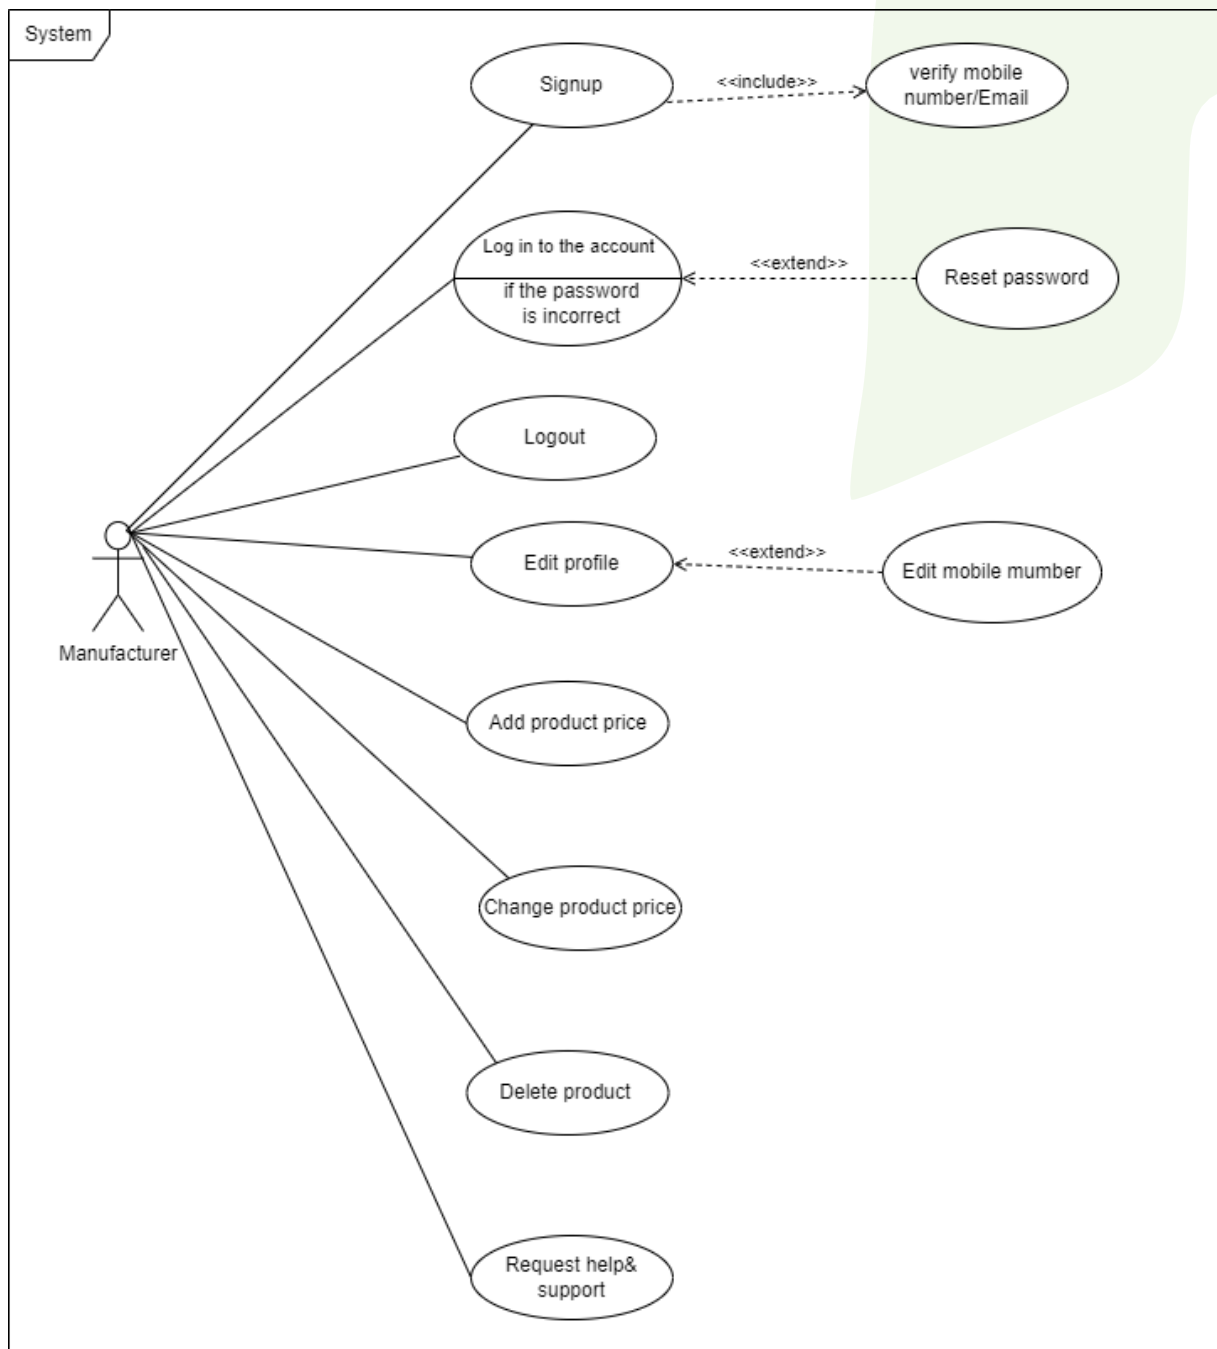 System
Signup
<<include>>
verify mobile
number/Email
Log in to the account
if the password
is incorrect
<<extend>>
Reset password
Logout
Edit profile
<<extend>>
Edit mobile mumber
Manufacturer
Add product price
Change product price
Delete product
Request help&
support